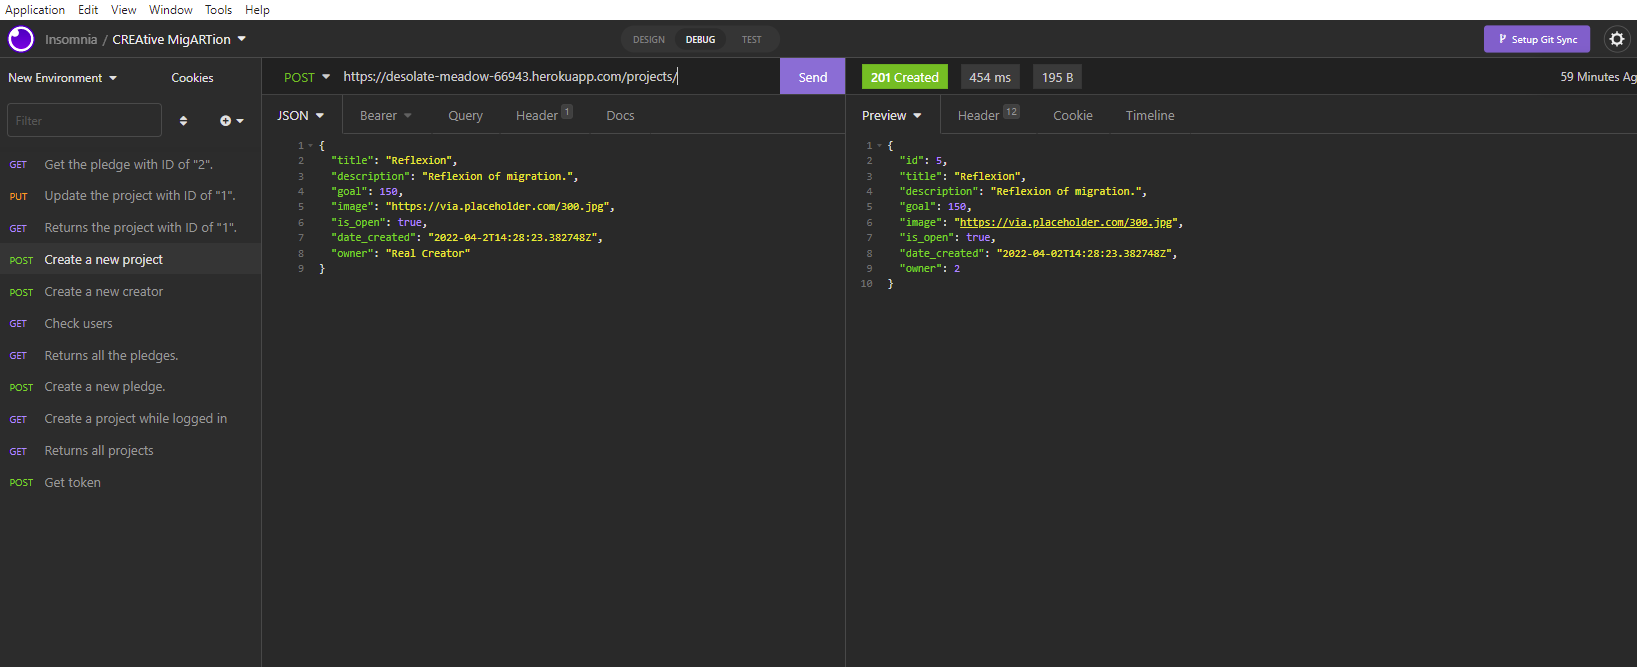 Application Edit View Window Tools Help
Insomnia / CREAtive MigARTion
DESIGN DEBUG TEST
Setup Git Sync
New Environment Cookies
POST https://desolate-meadow-66943.herokuapp.com/projects/ Send
201 Created 454 ms 195 B 59 Minutes Ag
Filter
GET Get the pledge with ID of "2".
PUT Update the project with ID of "1".
GET Returns the project with ID of "1".
POST Create a new project
POST Create a new creator
GET Check users
GET Returns all the pledges.
POST Create a new pledge.
GET Create a project while logged in
GET Returns all projects
POST Get token
JSON Bearer Query Header 1 Docs
1 {
2 "title": "Reflexion",
3 "description": "Reflexion of migration.",
4 "goal": 150,
5 "image": "https://via.placeholder.com/300.jpg",
6 "is_open": true,
7 "date_created": "2022-04-2T14:28:23.382748Z",
8 "owner": "Real Creator"
9 }
Preview Header 12 Cookie Timeline
1 {
2 "id": 5,
3 "title": "Reflexion",
4 "description": "Reflexion of migration.",
5 "goal": 150,
6 "image": "https://via.placeholder.com/300.jpg",
7 "is_open": true,
8 "date_created": "2022-04-02T14:28:23.382748Z",
9 "owner": 2
10 }